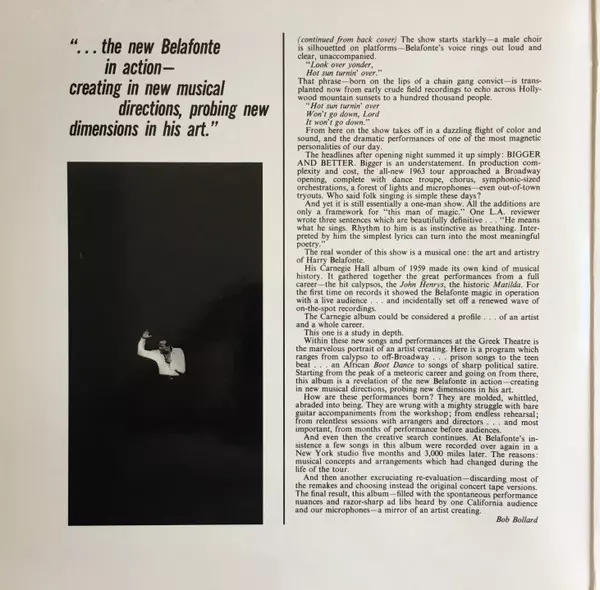 “. . . the new Belafonte
in action—
creating in new musical
directions, probing new
dimensions in his art.”
(continued from back cover) The show starts starkly—a male choir
is silhouetted on platforms—Belafonte's voice rings out loud and
clear, unaccompanied.
“Look over yonder,
Hot sun turnin' over.”
That phrase—born on the lips of a chain gang convict—is trans-
planted now from early crude field recordings to echo across Holly-
wood mountain sunsets to a hundred thousand people.
“Hot sun turnin' over
Won't go down, Lord
It won't go down.”
From here on the show takes off in a dazzling flight of color and
sound, and the dramatic performances of one of the most magnetic
personalities of our day.
The headlines after opening night summed it up simply: BIGGER
AND BETTER. Bigger is an understatement. In production com-
plexity and cost, the all-new 1963 tour approached a Broadway
opening, complete with dance troupe, chorus, symphonic-sized
orchestrations, a forest of lights and microphones—even out-of-town
tryouts. Who said folk singing is simple these days?
And yet it is still essentially a one-man show. All the additions are
only a framework for “this man of magic.” One L.A. reviewer
wrote three sentences which are beautifully definitive . . . “He means
what he sings. Rhythm to him is as instinctive as breathing. Inter-
preted by him the simplest lyrics can turn into the most meaningful
poetry.”
The real wonder of this show is a musical one: the art and artistry
of Harry Belafonte.
His Carnegie Hall album of 1959 made its own kind of musical
history. It gathered together the great performances from a full
career—the hit calypsos, the John Henrys, the historic Matilda. For
the first time on records it showed the Belafonte magic in operation
with a live audience . . . and incidentally set off a renewed wave of
on-the-spot recordings.
The Carnegie album could be considered a profile . . . of an artist
and a whole career.
This one is a study in depth.
Within these new songs and performances at the Greek Theatre is
the marvelous portrait of an artist creating. Here is a program which
ranges from calypso to off-Broadway . . . prison songs to the teen
beat . . . an African Boot Dance to songs of sharp political satire.
Starting from the peak of a meteoric career and going on from there,
this album is a revelation of the new Belafonte in action—creating
in new musical directions, probing new dimensions in his art.
How are these performances born? They are molded, whittled,
abraded into being. They are wrung with a mighty struggle with bare
guitar accompaniments from the workshop; from endless rehearsal;
from relentless sessions with arrangers and directors . . . and most
important, from months of performance before audiences.
And even then the creative search continues. At Belafonte's in-
sistence a few songs in this album were recorded over again in a
New York studio five months and 3,000 miles later. The reasons:
musical concepts and arrangements which had changed during the
life of the tour.
And then another excruciating re-evaluation—discarding most of
the remakes and choosing instead the original concert tape versions.
The final result, this album—filled with the spontaneous performance
nuances and razor-sharp ad libs heard by one California audience
and our microphones—a mirror of an artist creating.
Bob Bollard